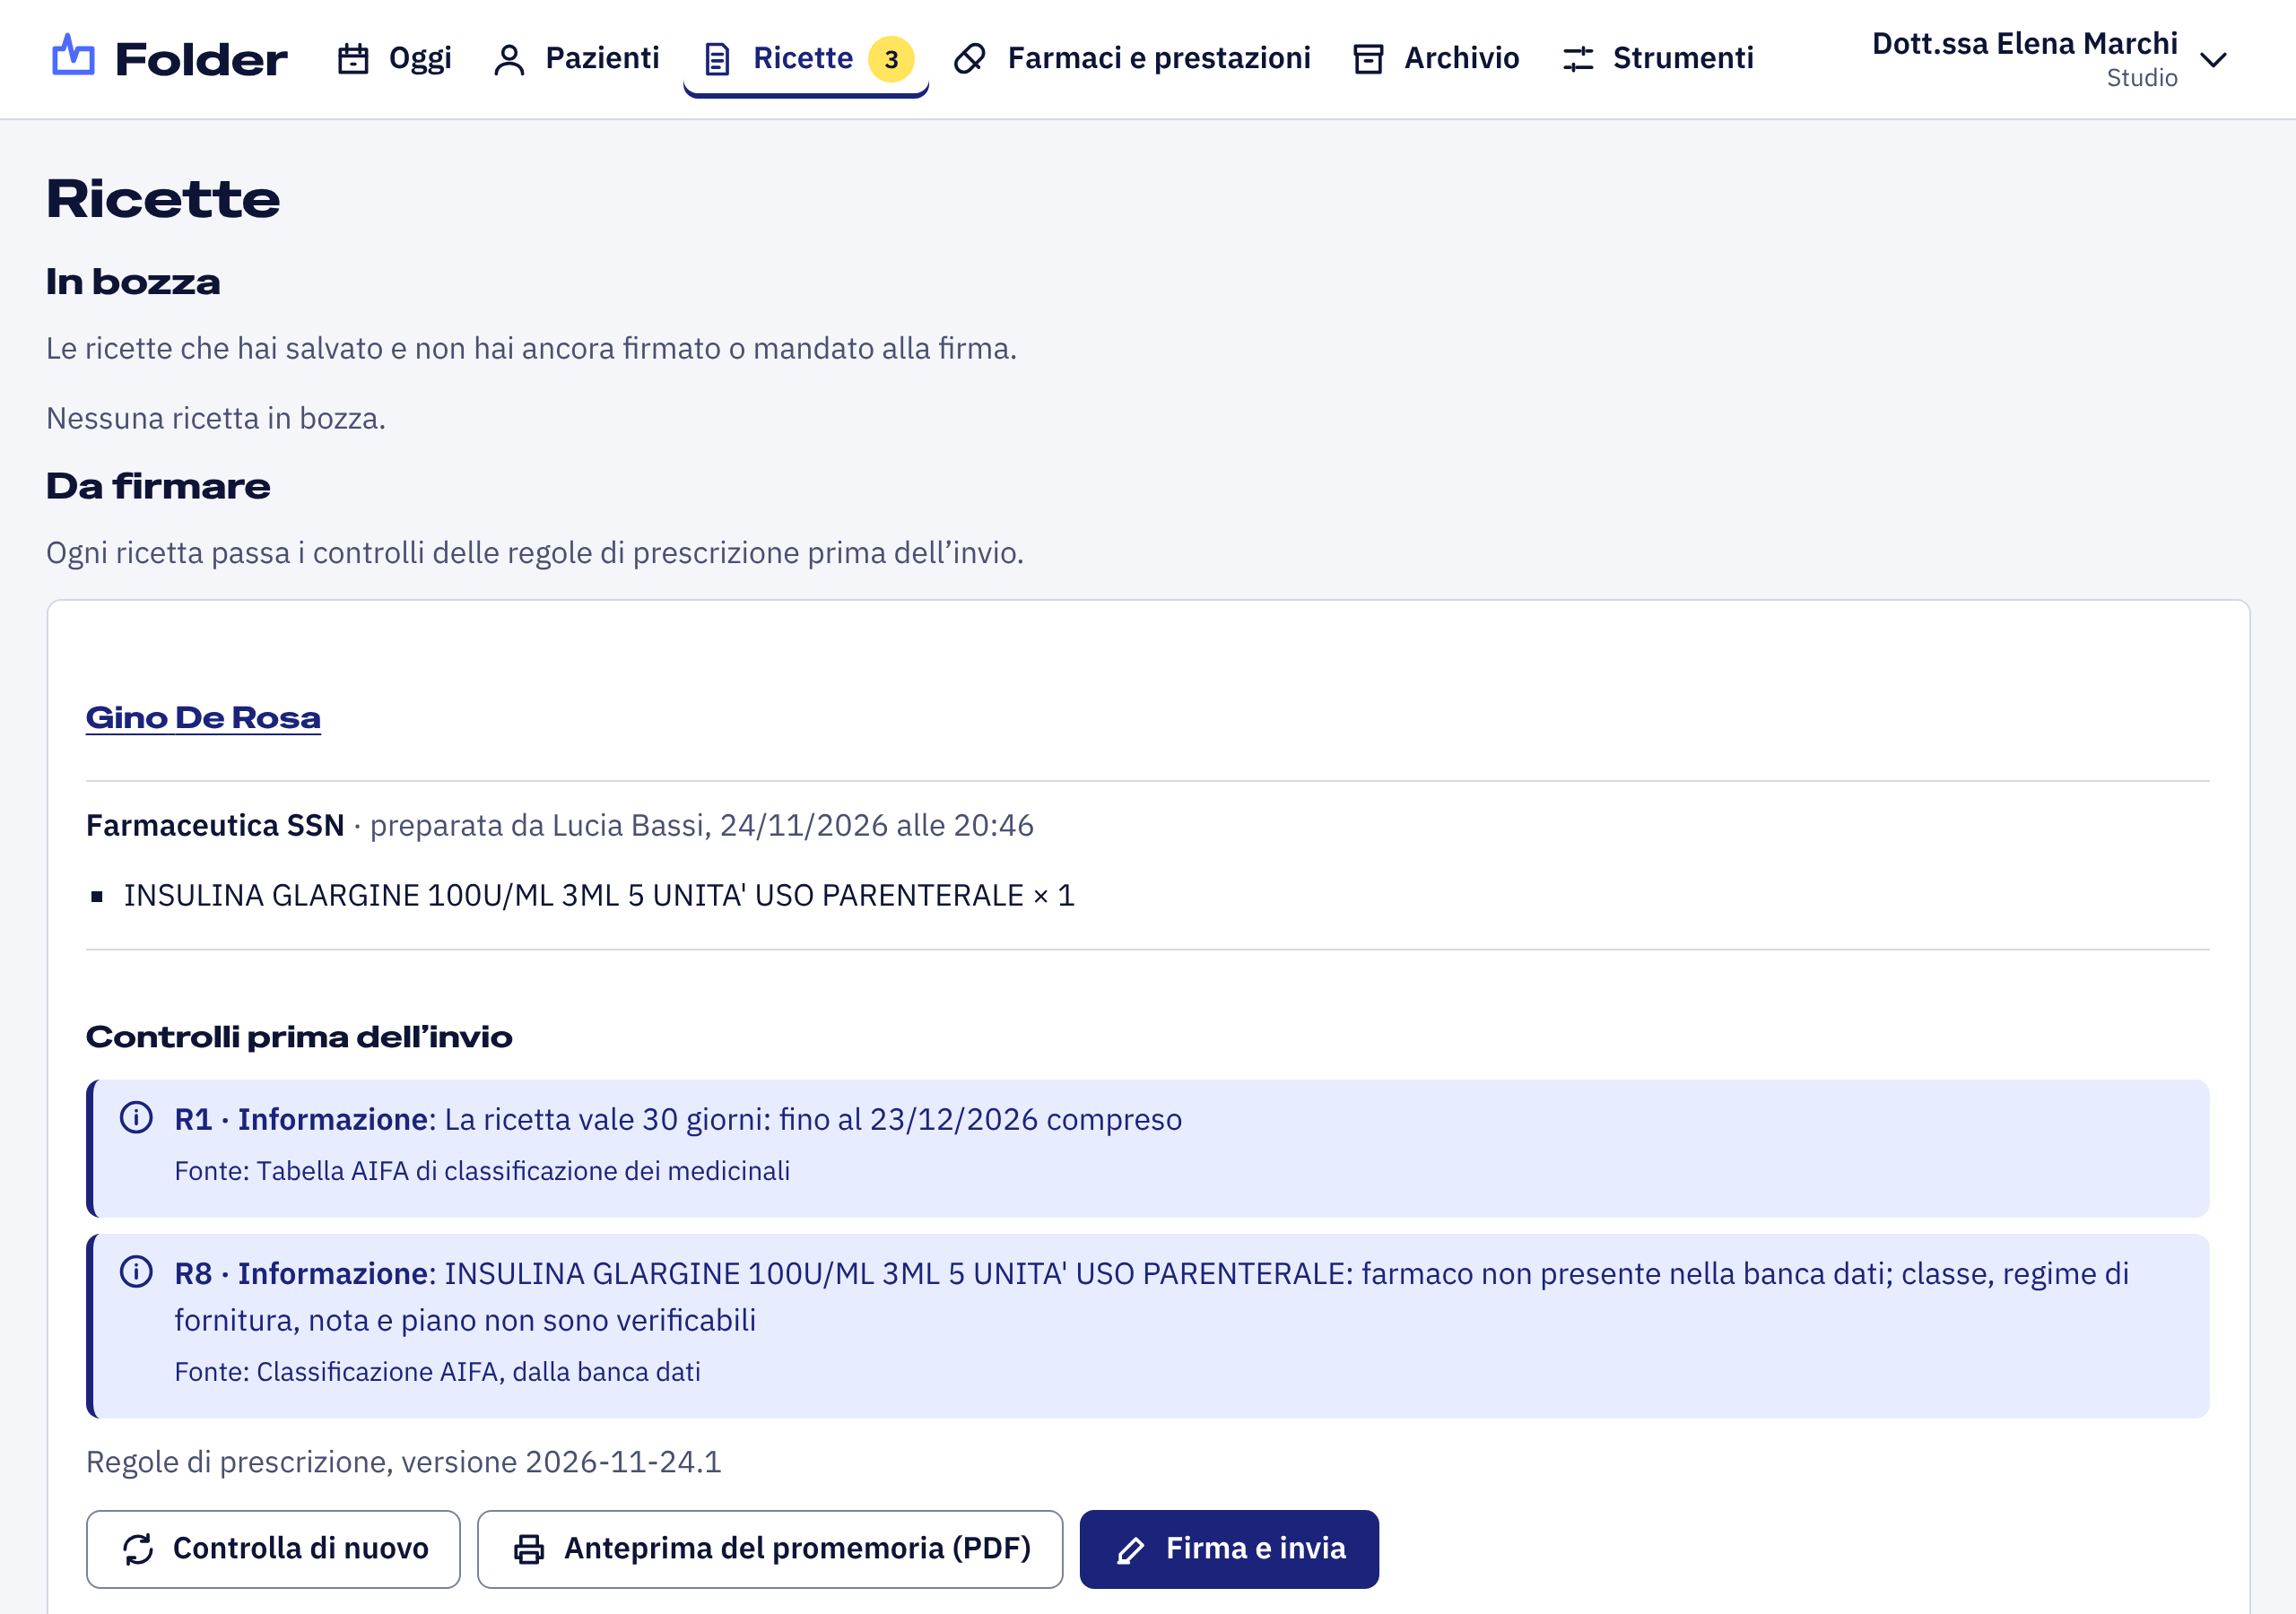 Folder
Oggi
Pazienti
Ricette 3
Farmaci e prestazioni
Archivio
Strumenti
Dott.ssa Elena Marchi
Studio
Ricette
In bozza
Le ricette che hai salvato e non hai ancora firmato o mandato alla firma.
Nessuna ricetta in bozza.
Da firmare
Ogni ricetta passa i controlli delle regole di prescrizione prima dell’invio.
Gino De Rosa
Farmaceutica SSN · preparata da Lucia Bassi, 24/11/2026 alle 20:46
▪ INSULINA GLARGINE 100U/ML 3ML 5 UNITA' USO PARENTERALE × 1
Controlli prima dell’invio
R1 · Informazione: La ricetta vale 30 giorni: fino al 23/12/2026 compreso
Fonte: Tabella AIFA di classificazione dei medicinali
R8 · Informazione: INSULINA GLARGINE 100U/ML 3ML 5 UNITA' USO PARENTERALE: farmaco non presente nella banca dati; classe, regime di
fornitura, nota e piano non sono verificabili
Fonte: Classificazione AIFA, dalla banca dati
Regole di prescrizione, versione 2026-11-24.1
Controlla di nuovo
Anteprima del promemoria (PDF)
Firma e invia